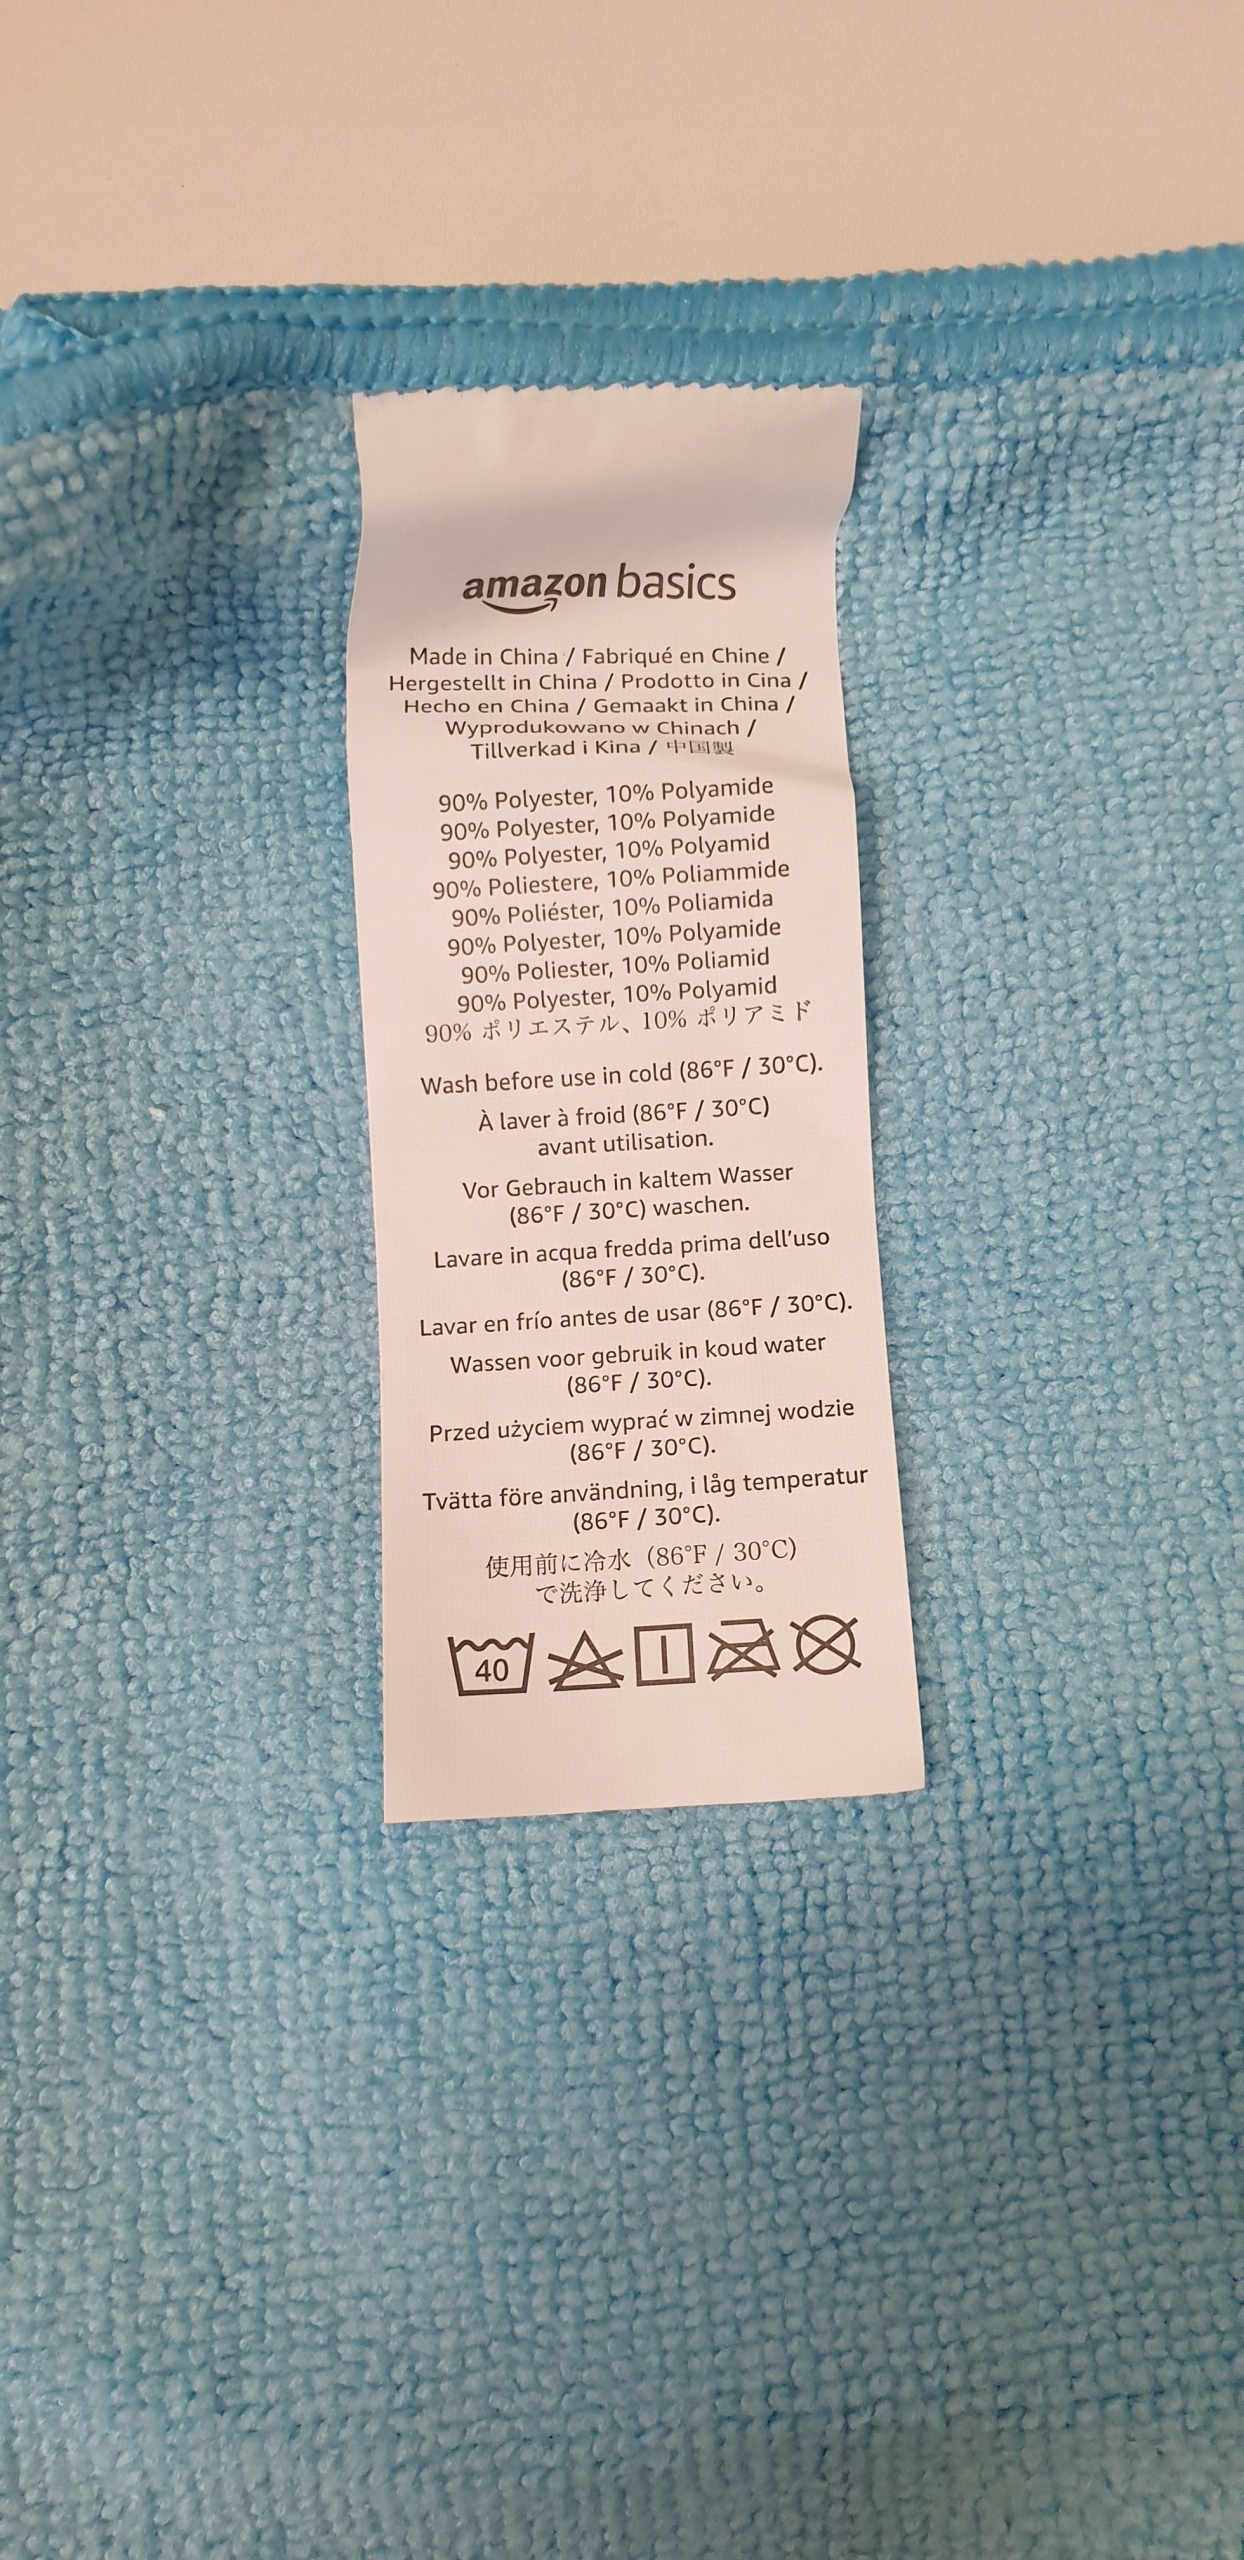 amazon basics
Made in China / Fabriqué en Chine /
Hergestellt in China / Prodotto in Cina /
Hecho en China / Gemaakt in China /
Wyprodukowano w Chinach /
Tillverkad i Kina / 中国製
90% Polyester, 10% Polyamide
90% Polyester, 10% Polyamide
90% Polyester, 10% Polyamid
90% Poliestere, 10% Poliammide
90% Poliéster, 10% Poliamida
90% Polyester, 10% Polyamide
90% Poliester, 10% Poliamid
90% Polyester, 10% Polyamid
90% ポリエステル、10% ポリアミド
Wash before use in cold (86°F / 30°C).
À laver à froid (86°F / 30°C)
avant utilisation.
Vor Gebrauch in kaltem Wasser
(86°F / 30°C) waschen.
Lavare in acqua fredda prima dell’uso
(86°F / 30°C).
Lavar en frío antes de usar (86°F / 30°C).
Wassen voor gebruik in koud water
(86°F / 30°C).
Przed użyciem wyprać w zimnej wodzie
(86°F / 30°C).
Tvätta före användning, i låg temperatur
(86°F / 30°C).
使用前に冷水（86°F / 30°C)
で洗浄してください。
40